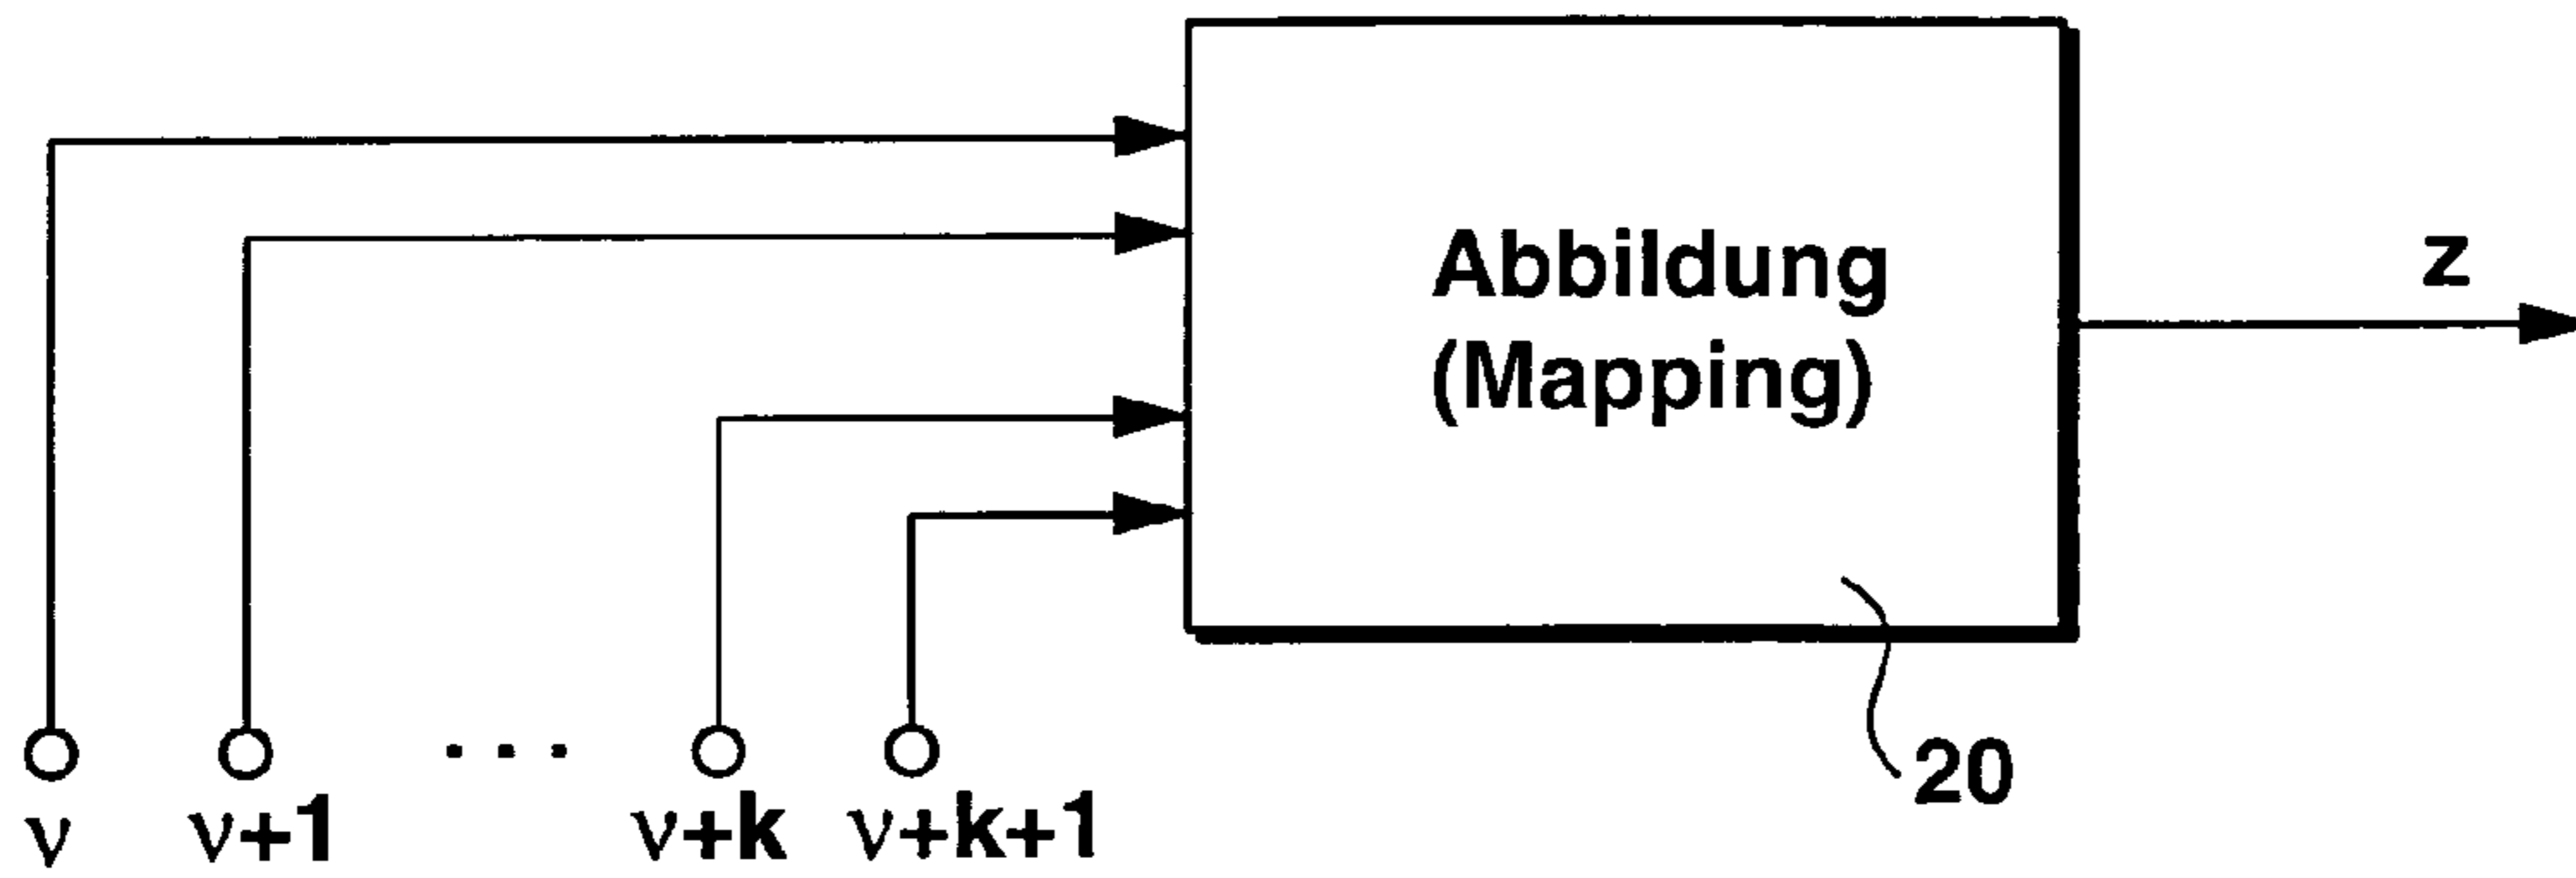 Abbildung
(Mapping)
z
20
ν ν+1 ... ν+k ν+k+1